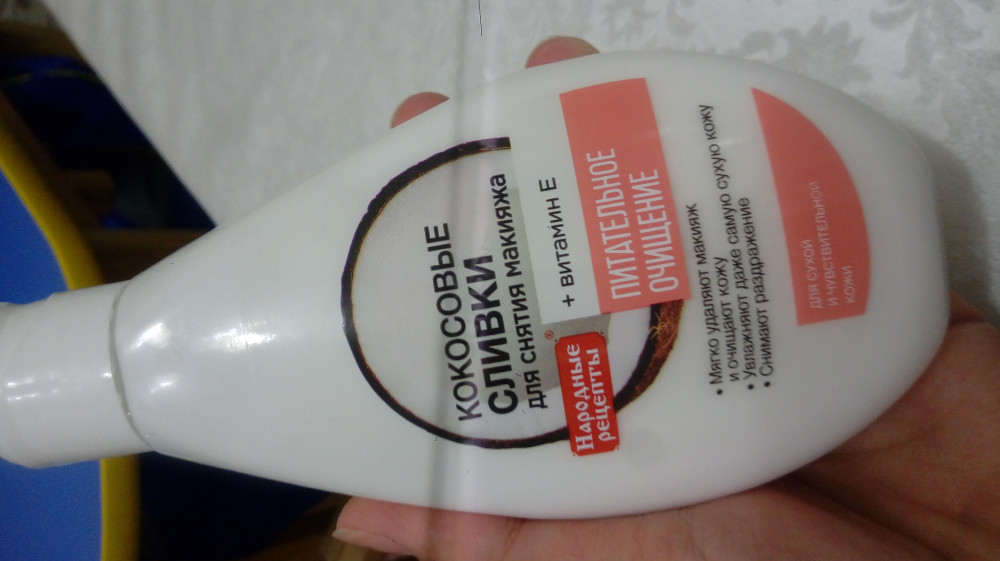 КОКОСОВЫЕ
СЛИВКИ
ДЛЯ СНЯТИЯ МАКИЯЖА
+ ВИТАМИН Е
ПИТАТЕЛЬНОЕ
ОЧИЩЕНИЕ
НАРОДНЫЕ ®
РЕЦЕПТЫ
• Мягко удаляют макияж
и очищают кожу
• Увлажняют даже самую сухую кожу
• Снимают раздражение
ДЛЯ СУХОЙ
И ЧУВСТВИТЕЛЬНОЙ
КОЖИ